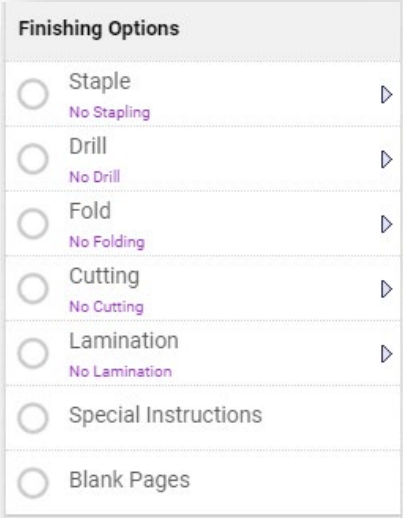 Finishing Options
Staple
No Stapling
Drill
No Drill
Fold
No Folding
Cutting
No Cutting
Lamination
No Lamination
Special Instructions
Blank Pages